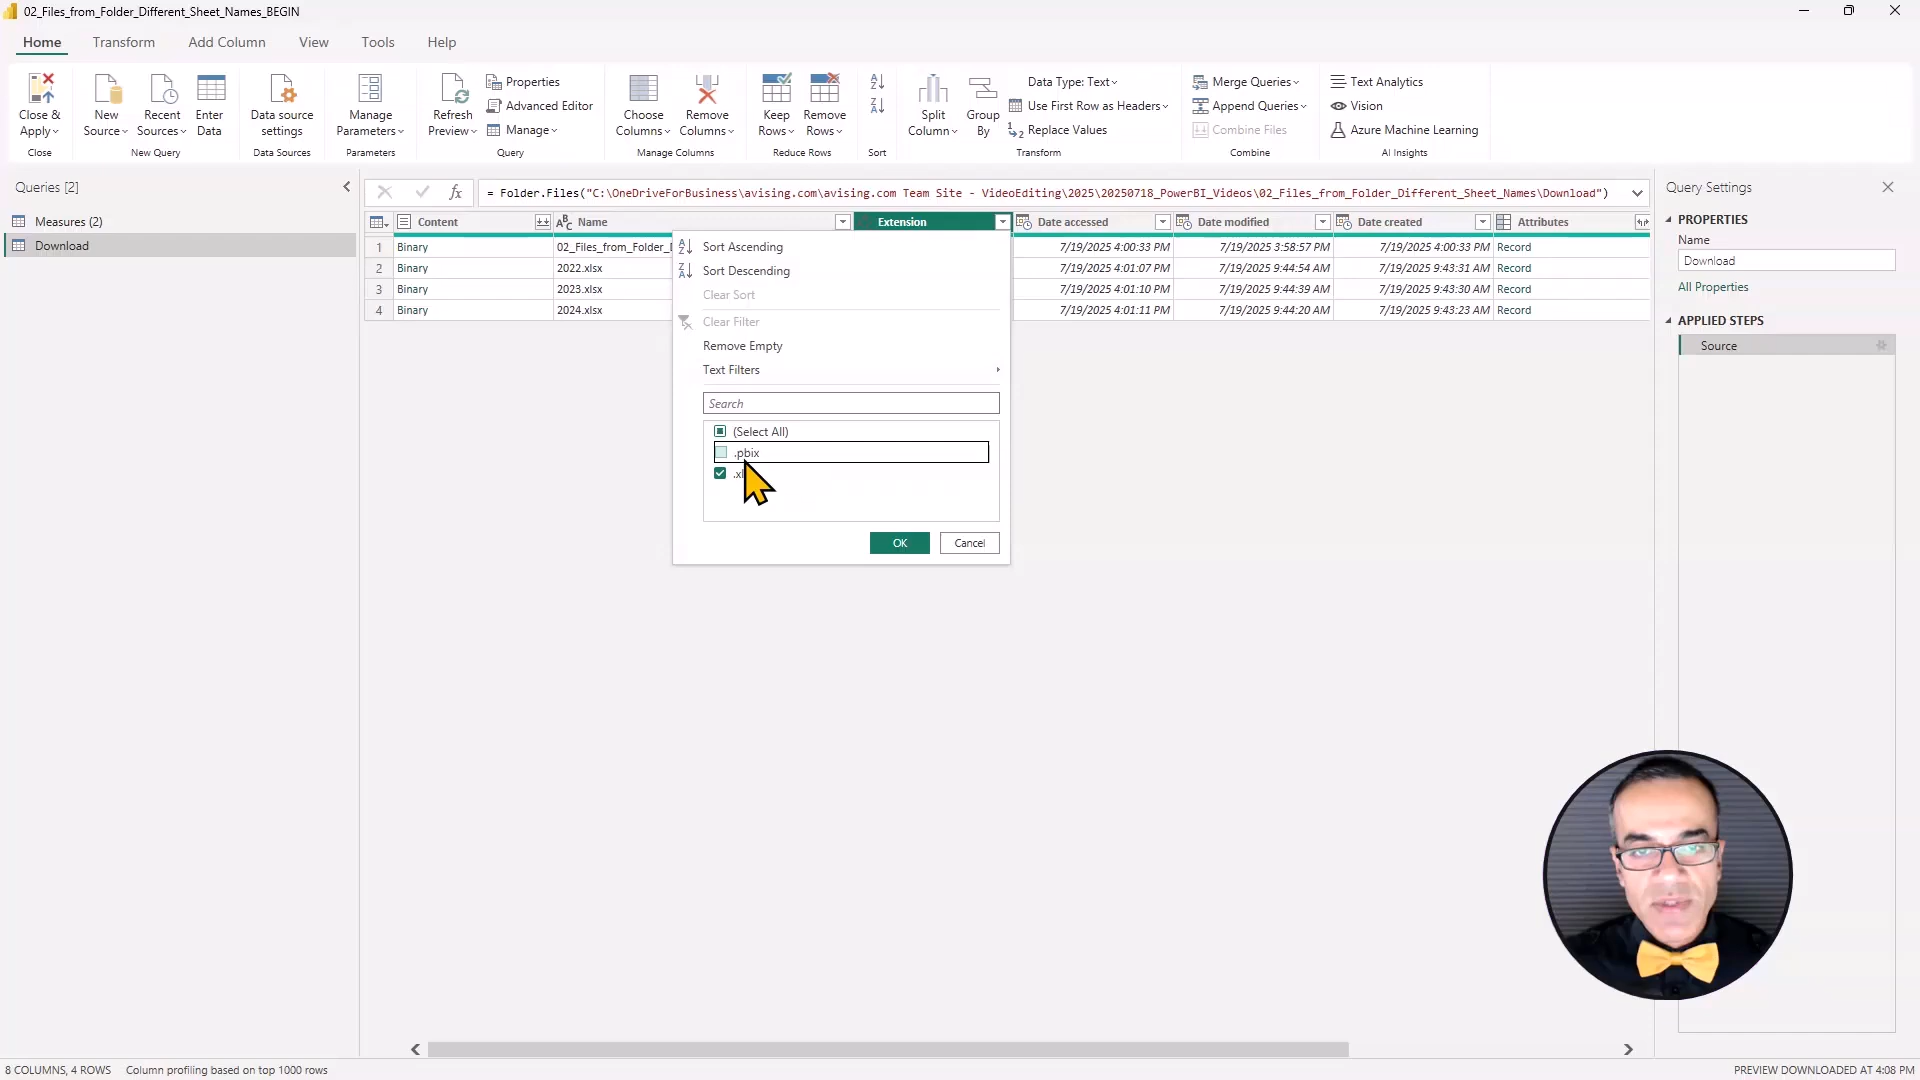 02_Files_from_Folder_Different_Sheet_Names_BEGIN
Home Transform Add Column View Tools Help
Close & Apply
Close
New Source
Recent Sources
Enter Data
New Query
Data source settings
Data Sources
Manage Parameters
Parameters
Refresh Preview
Properties
Advanced Editor
Manage
Query
Choose Columns
Remove Columns
Manage Columns
Keep Rows
Remove Rows
Reduce Rows
Sort
Split Column
Group By
Data Type: Text
Use First Row as Headers
Replace Values
Transform
Merge Queries
Append Queries
Combine Files
Combine
Text Analytics
Vision
Azure Machine Learning
AI Insights
Queries [2]
Measures (2)
Download
fx = Folder.Files("C:\OneDriveForBusiness\avising.com\avising.com Team Site - VideoEditing\2025\20250718_PowerBI_Videos\02_Files_from_Folder_Different_Sheet_Names\Download")
Content Name Extension Date accessed Date modified Date created Attributes
1 Binary 02_Files_from_Folder_ 7/19/2025 4:00:33 PM 7/19/2025 3:58:57 PM 7/19/2025 4:00:33 PM Record
2 Binary 2022.xlsx 7/19/2025 4:01:07 PM 7/19/2025 9:44:54 AM 7/19/2025 9:43:31 AM Record
3 Binary 2023.xlsx 7/19/2025 4:01:10 PM 7/19/2025 9:44:39 AM 7/19/2025 9:43:30 AM Record
4 Binary 2024.xlsx 7/19/2025 4:01:11 PM 7/19/2025 9:44:20 AM 7/19/2025 9:43:23 AM Record
Sort Ascending
Sort Descending
Clear Sort
Clear Filter
Remove Empty
Text Filters
Search
(Select All)
.pbix
OK Cancel
Query Settings
PROPERTIES
Name
Download
All Properties
APPLIED STEPS
Source
8 COLUMNS, 4 ROWS Column profiling based on top 1000 rows
PREVIEW DOWNLOADED AT 4:08 PM